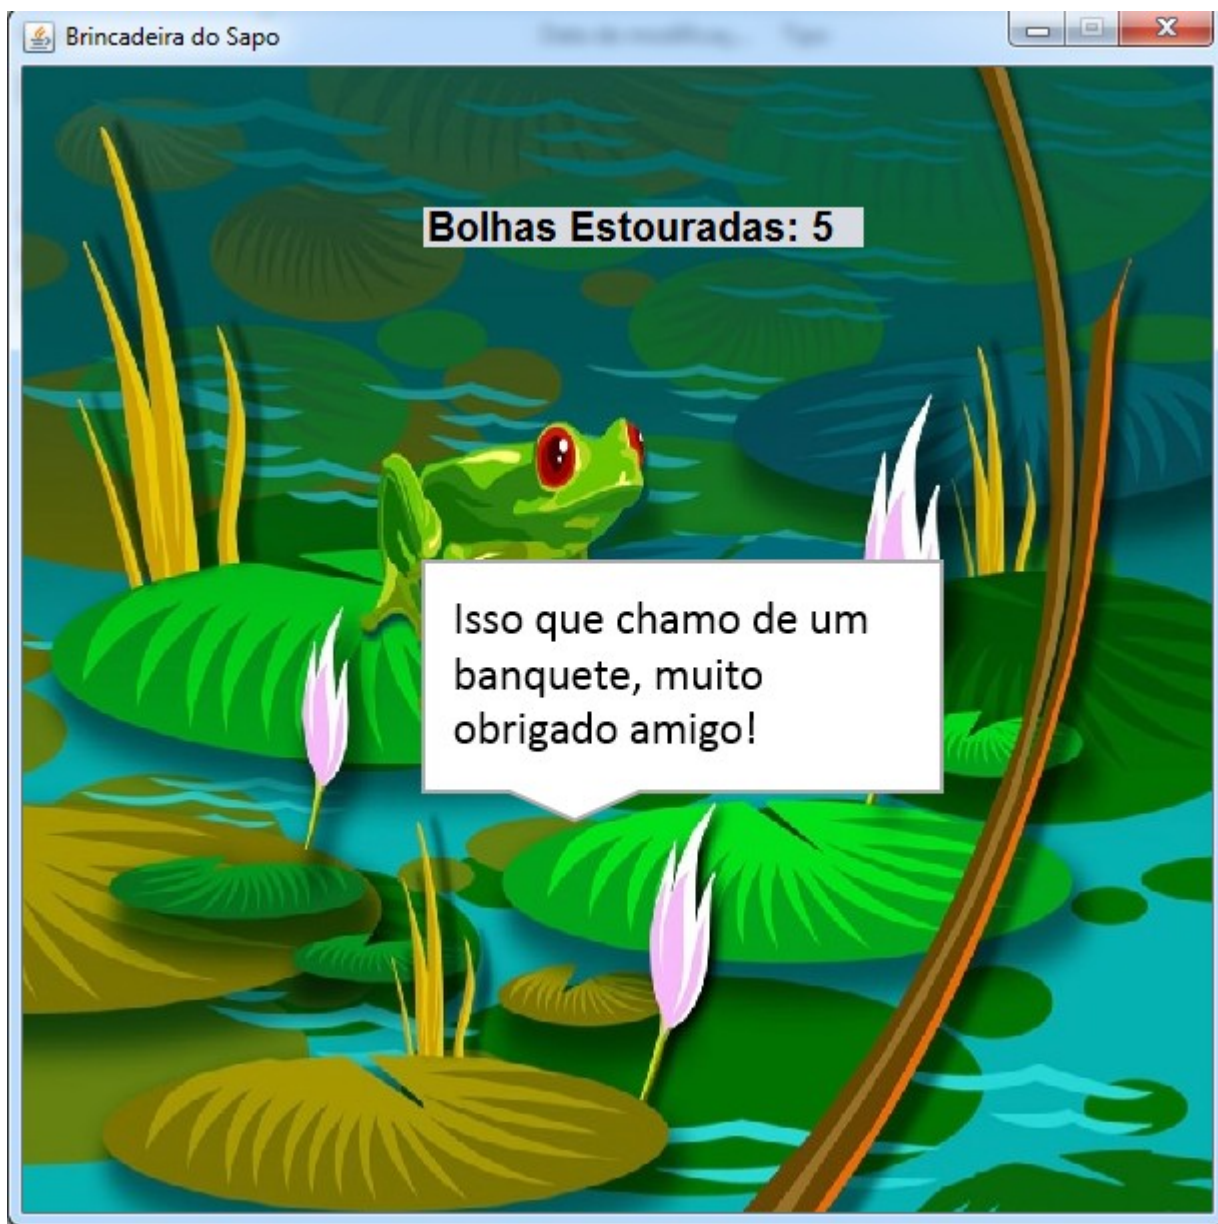 Brincadeira do Sapo
Bolhas Estouradas: 5
Isso que chamo de um
banquete, muito
obrigado amigo!